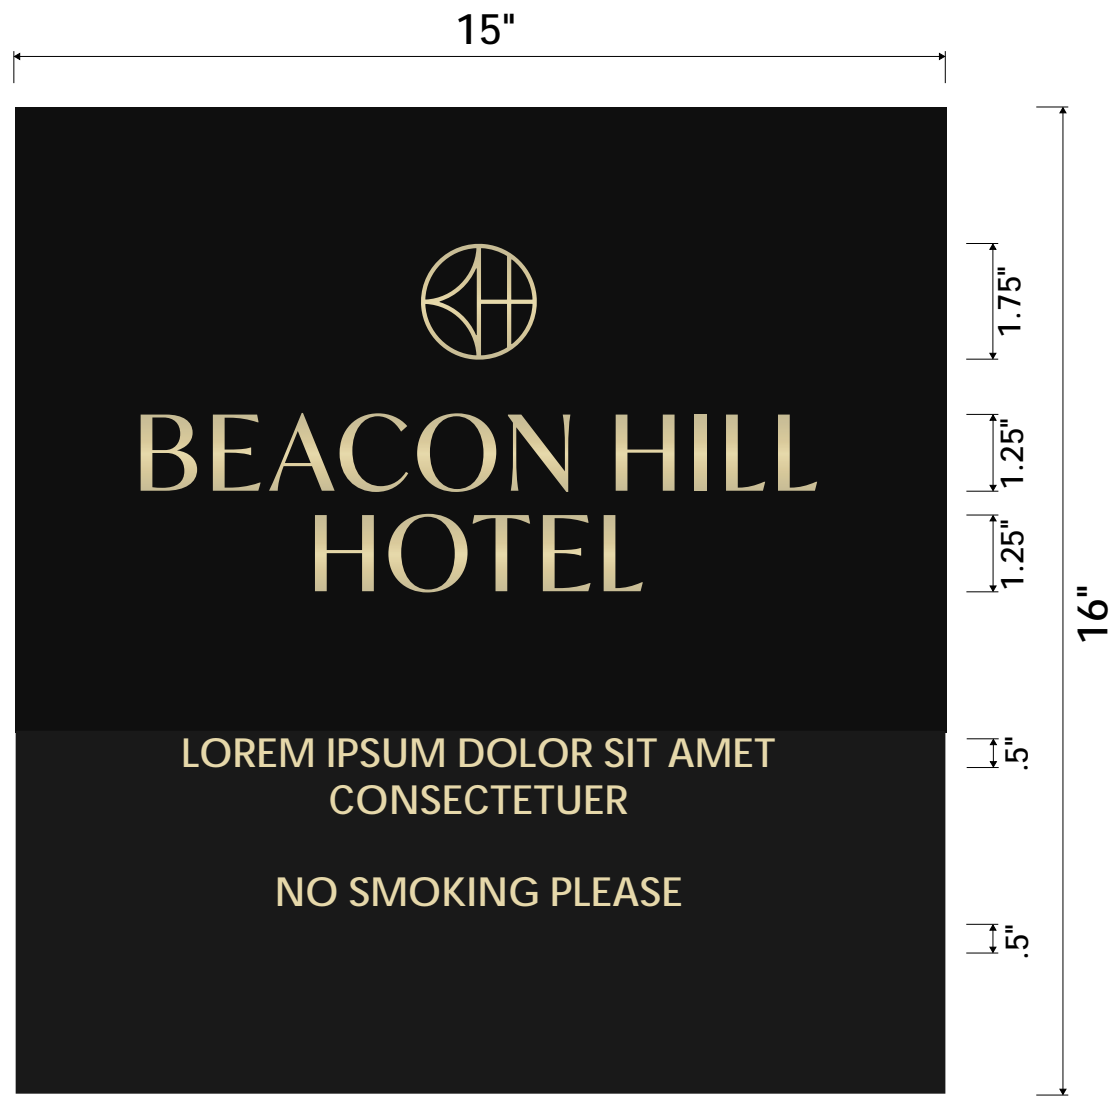 15"
BEACON HILL
HOTEL
LOREM IPSUM DOLOR SIT AMET
CONSECTETUER
NO SMOKING PLEASE
1.75"
1.25"
1.25"
.5"
.5"
16"